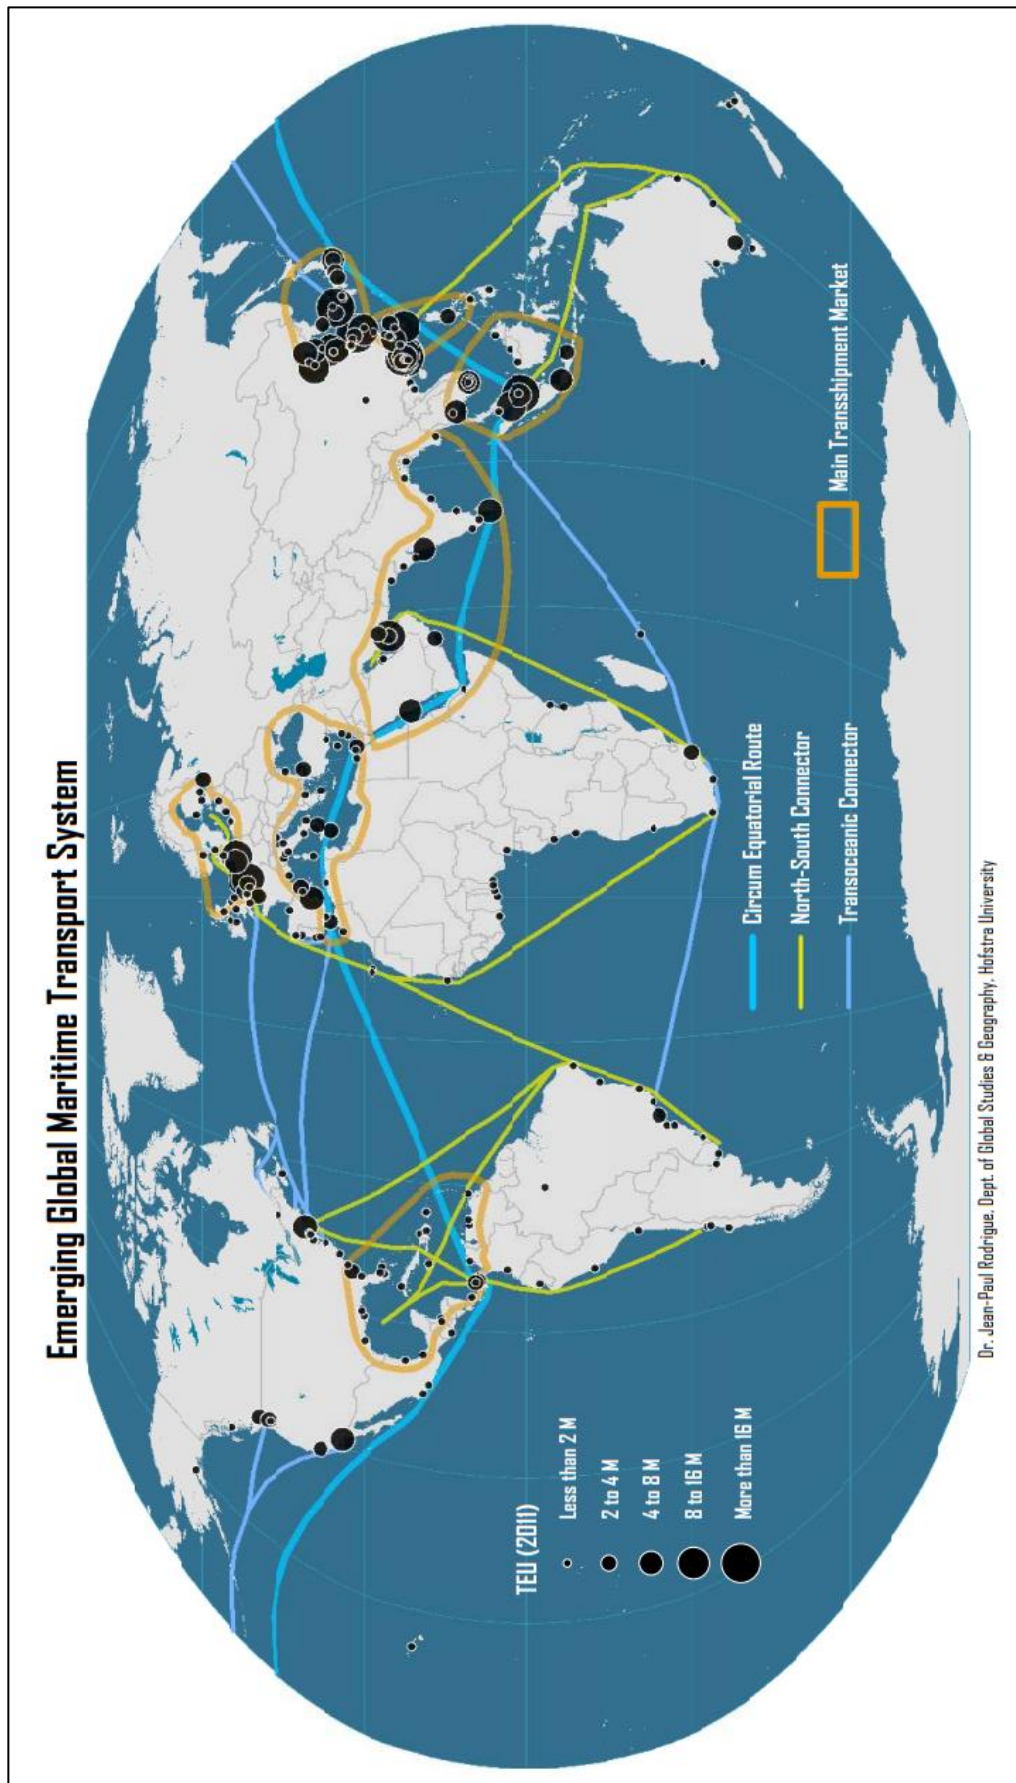 Emerging Global Maritime Transport System
TEU (2011)
Less than 2 M
2 to 4 M
4 to 8 M
8 to 16 M
More than 16 M
Circum Equatorial Route
North-South Connector
Transoceanic Connector
Main Transshipment Market
Dr. Jean-Paul Rodrigue, Dept. of Global Studies & Geography, Hofstra University